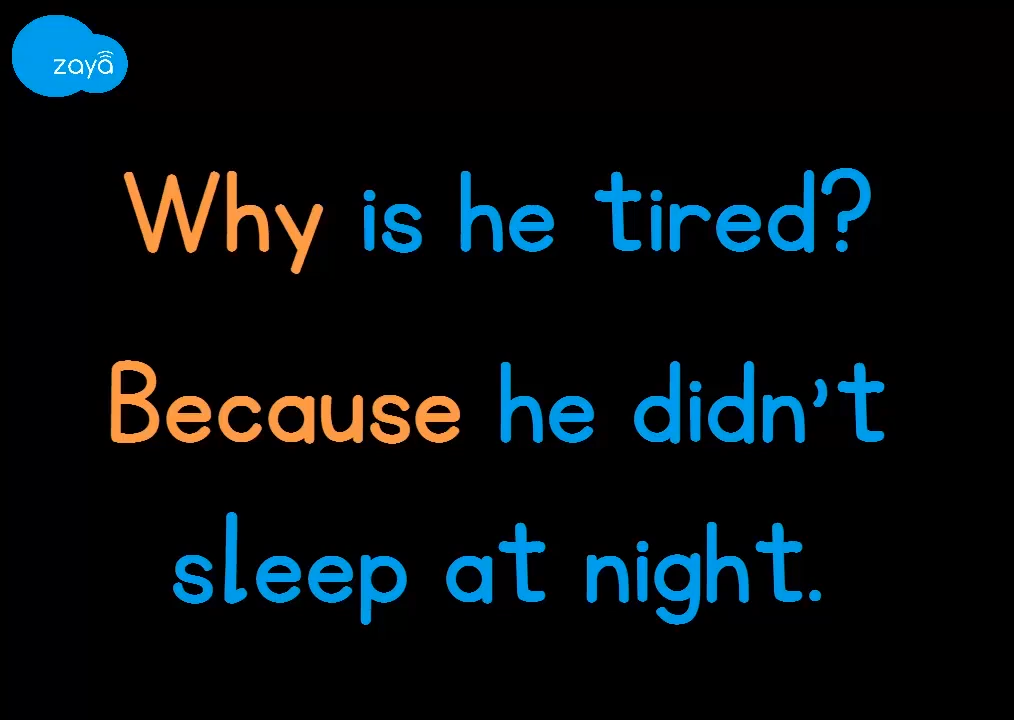 zaya
Why is he tired?
Because he didn't
sleep at night.